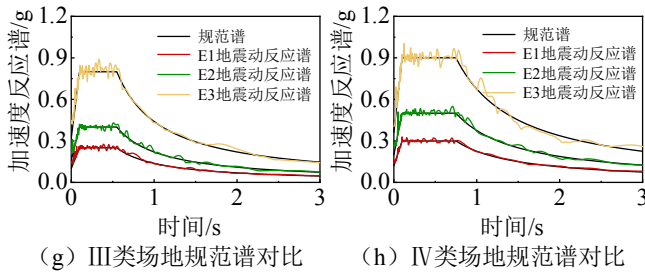 加速度反应谱/g
1.2
0.9
0.6
0.3
0.0
规范谱
E1地震动反应谱
E2地震动反应谱
E3地震动反应谱
0 1 2 3
时间/s
（g）III类场地规范谱对比
加速度反应谱/g
1.2
0.9
0.6
0.3
0.0
规范谱
E1地震动反应谱
E2地震动反应谱
E3地震动反应谱
0 1 2 3
时间/s
（h）IV类场地规范谱对比